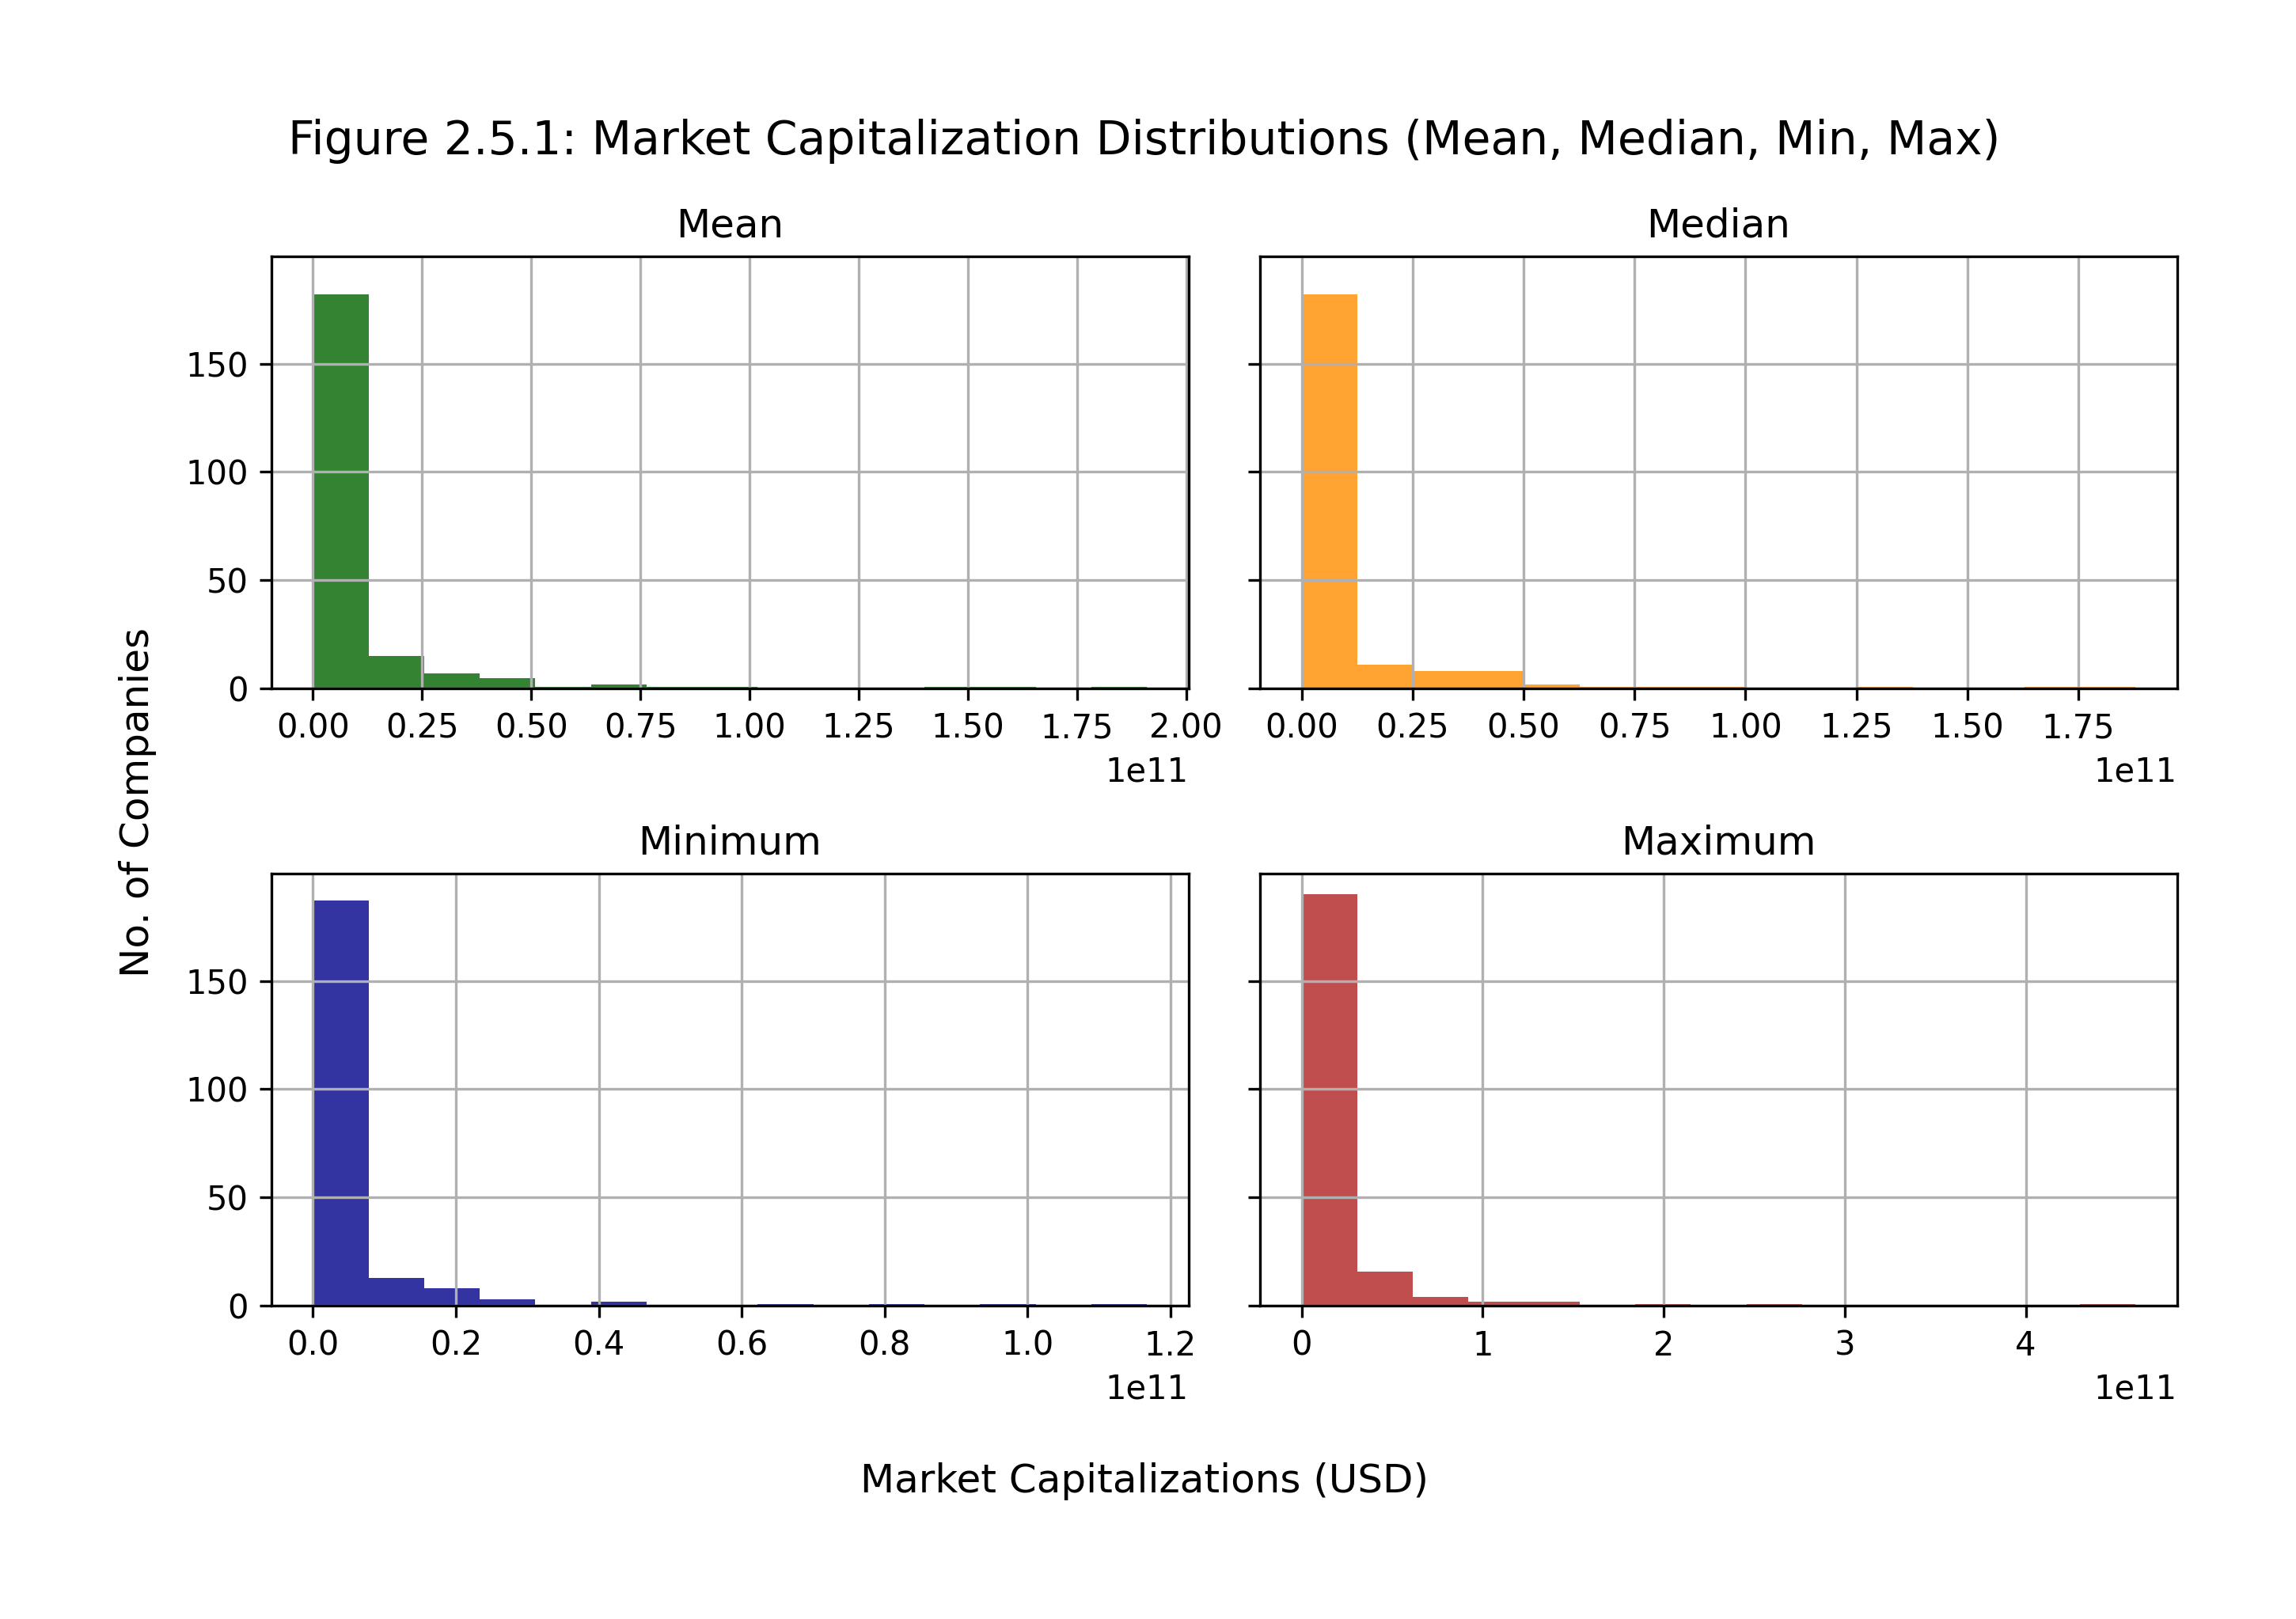 Figure 2.5.1: Market Capitalization Distributions (Mean, Median, Min, Max)
Mean
Median
150
100
50
0
0.00 0.25 0.50 0.75 1.00 1.25 1.50 1.75 2.00
1e11
0.00 0.25 0.50 0.75 1.00 1.25 1.50 1.75
1e11
No. of Companies
Minimum
Maximum
150
100
50
0
0.0 0.2 0.4 0.6 0.8 1.0 1.2
1e11
0 1 2 3 4
1e11
Market Capitalizations (USD)